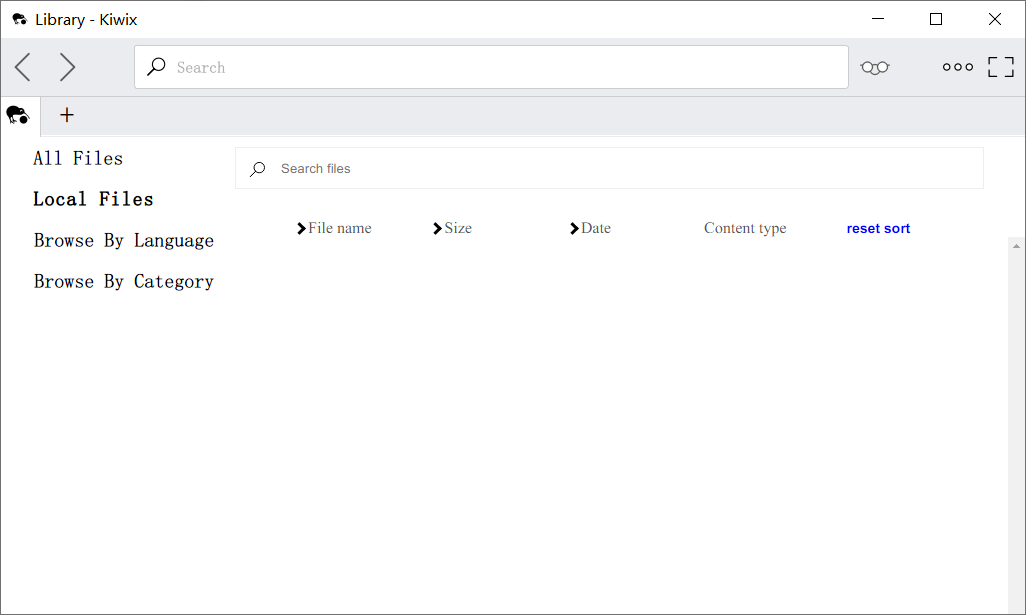 Library - Kiwix
Search
+
All Files
Search files
Local Files
File name Size Date Content type reset sort
Browse By Language
Browse By Category